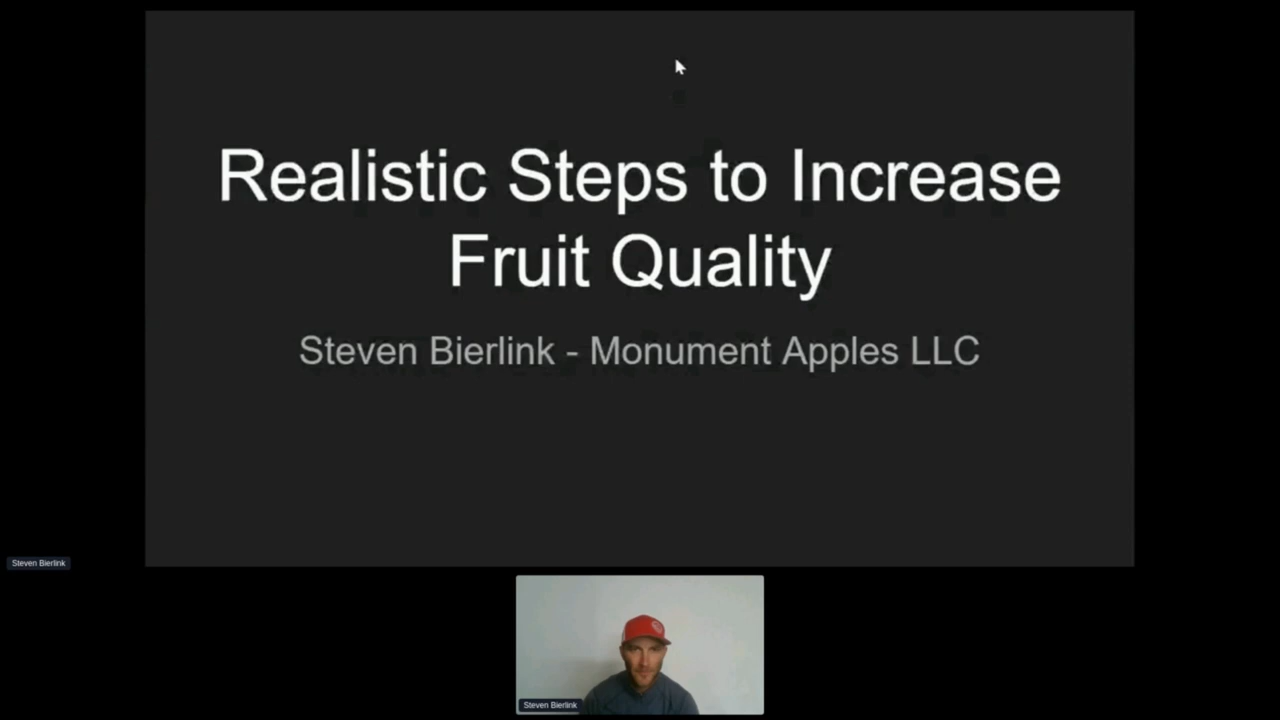 Realistic Steps to Increase
Fruit Quality
Steven Bierlink - Monument Apples LLC
Steven Bierlink
Steven Bierlink